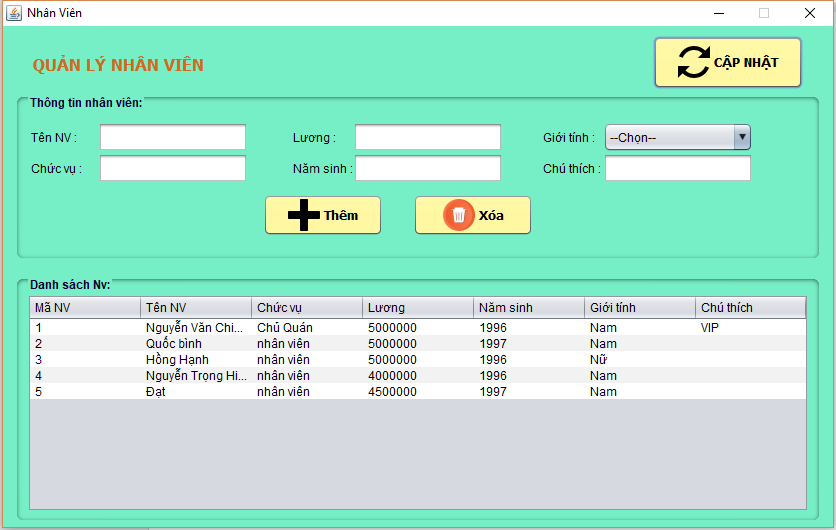 Nhân Viên
QUẢN LÝ NHÂN VIÊN
CẬP NHẬT
Thông tin nhân viên:
Tên NV : Lương : Giới tính : --Chọn--
Chức vụ : Năm sinh : Chú thích :
Thêm Xóa
Danh sách Nv:
Mã NV Tên NV Chức vụ Lương Năm sinh Giới tính Chú thích
1 Nguyễn Văn Chi... Chủ Quán 5000000 1996 Nam VIP
2 Quốc bình nhân viên 5000000 1997 Nam
3 Hồng Hạnh nhân viên 5000000 1996 Nữ
4 Nguyễn Trọng Hi... nhân viên 4000000 1996 Nam
5 Đạt nhân viên 4500000 1997 Nam